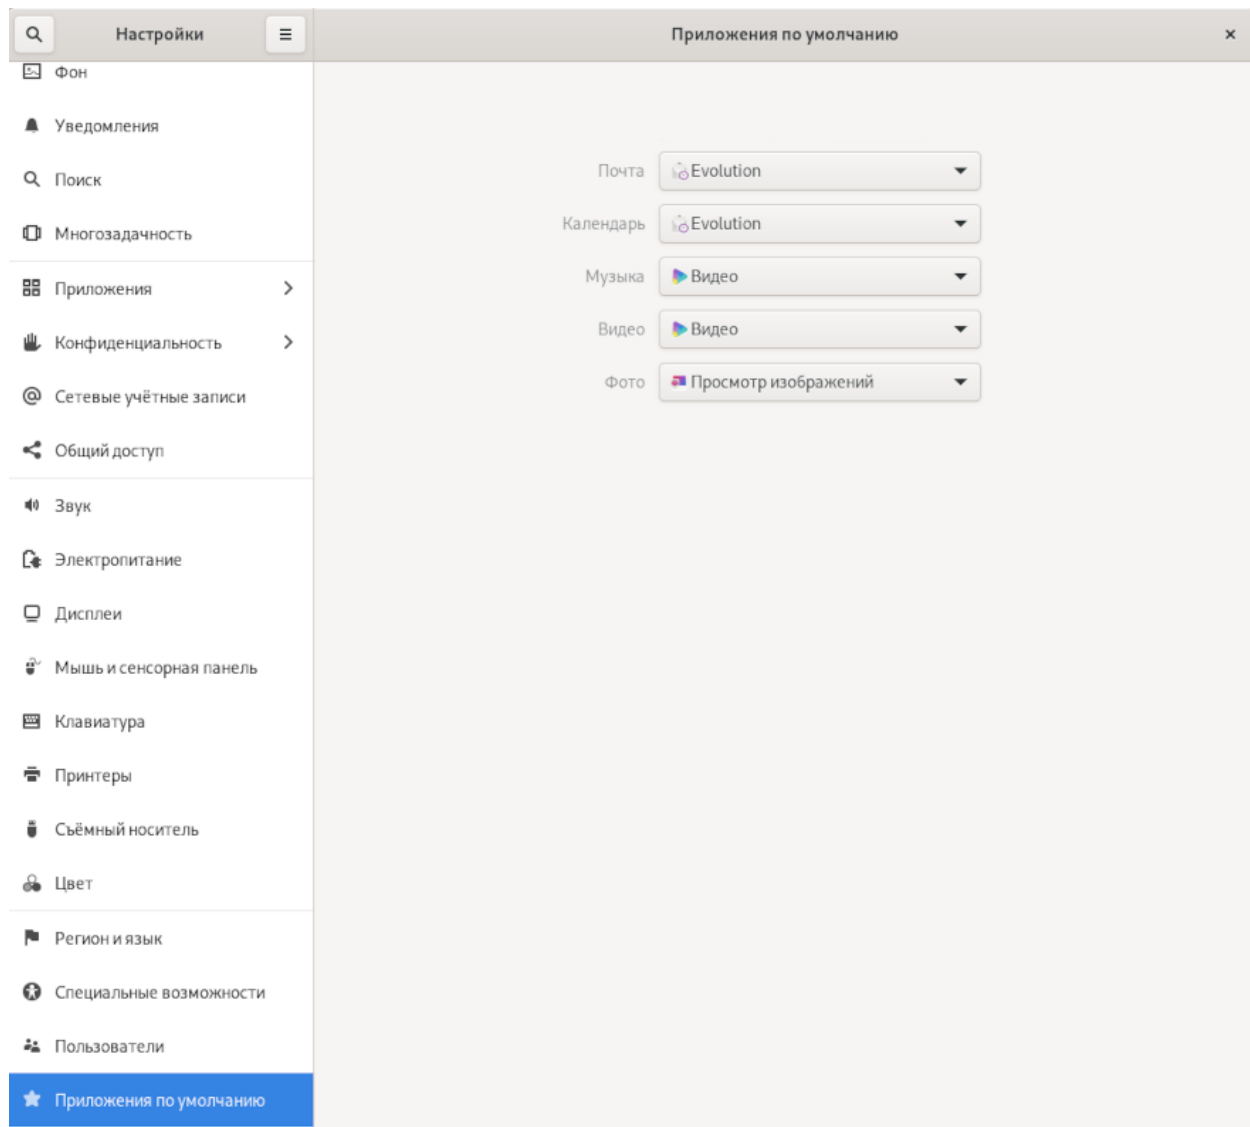 Настройки
Приложения по умолчанию
Фон
Уведомления
Поиск
Многозадачность
Приложения
Конфиденциальность
Сетевые учётные записи
Общий доступ
Звук
Электропитание
Дисплеи
Мышь и сенсорная панель
Клавиатура
Принтеры
Съёмный носитель
Цвет
Регион и язык
Специальные возможности
Пользователи
Приложения по умолчанию
Почта Evolution
Календарь Evolution
Музыка Видео
Видео Видео
Фото Просмотр изображений